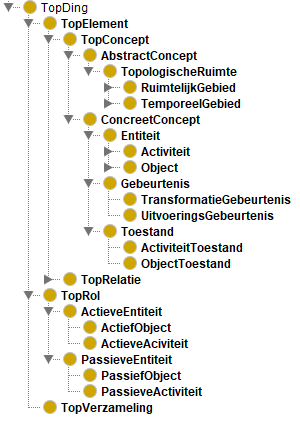 TopDing
TopElement
TopConcept
AbstractConcept
TopologischeRuimte
RuimtelijkGebied
TemporeelGebied
ConcreetConcept
Entiteit
Activiteit
Object
Gebeurtenis
TransformatieGebeurtenis
UitvoeringsGebeurtenis
Toestand
ActiviteitToestand
ObjectToestand
TopRelatie
TopRol
ActieveEntiteit
ActiefObject
ActieveAciviteit
PassieveEntiteit
PassiefObject
PassieveActiviteit
TopVerzameling